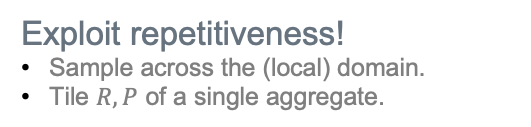 Exploit repetitiveness!
• Sample across the (local) domain.
• Tile R, P of a single aggregate.